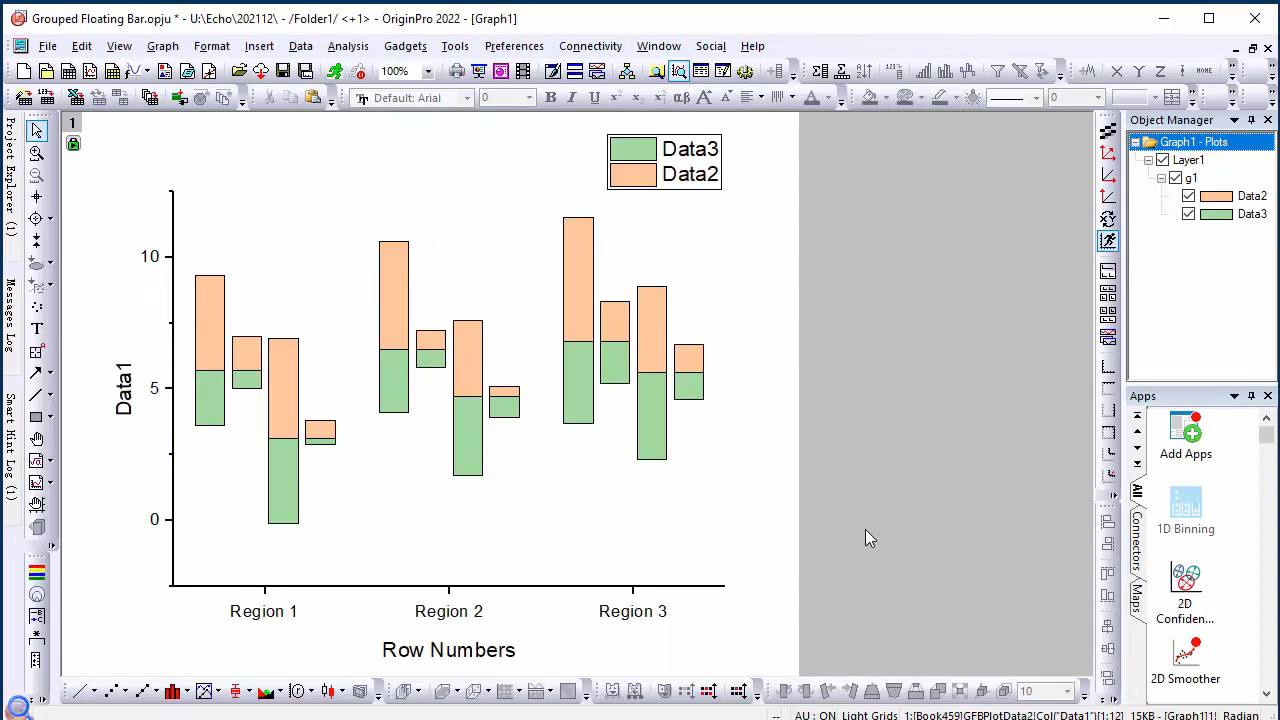 Grouped Floating Bar.opju * - U:\Echo\202112\ - /Folder1/ <+1> - OriginPro 2022 - [Graph1]
File Edit View Graph Format Insert Data Analysis Gadgets Tools Preferences Connectivity Window Social Help
100%
Default: Arial
0
B I U
αβ
0
1
Project Explorer (1)
Messages Log
Smart Hint Log (1)
Data3
Data2
10
5
0
Data1
Region 1
Region 2
Region 3
Row Numbers
Object Manager
Graph1 - Plots
Layer1
g1
Data2
Data3
Apps
All
Connectors
Maps
Add Apps
1D Binning
2D
Confiden...
2D Smoother
10
-- AU : ON Light Grids 1:[Book459]GFBPlotData2!Col("Data1")[1:12] 15KB - [Graph1]1! Radian